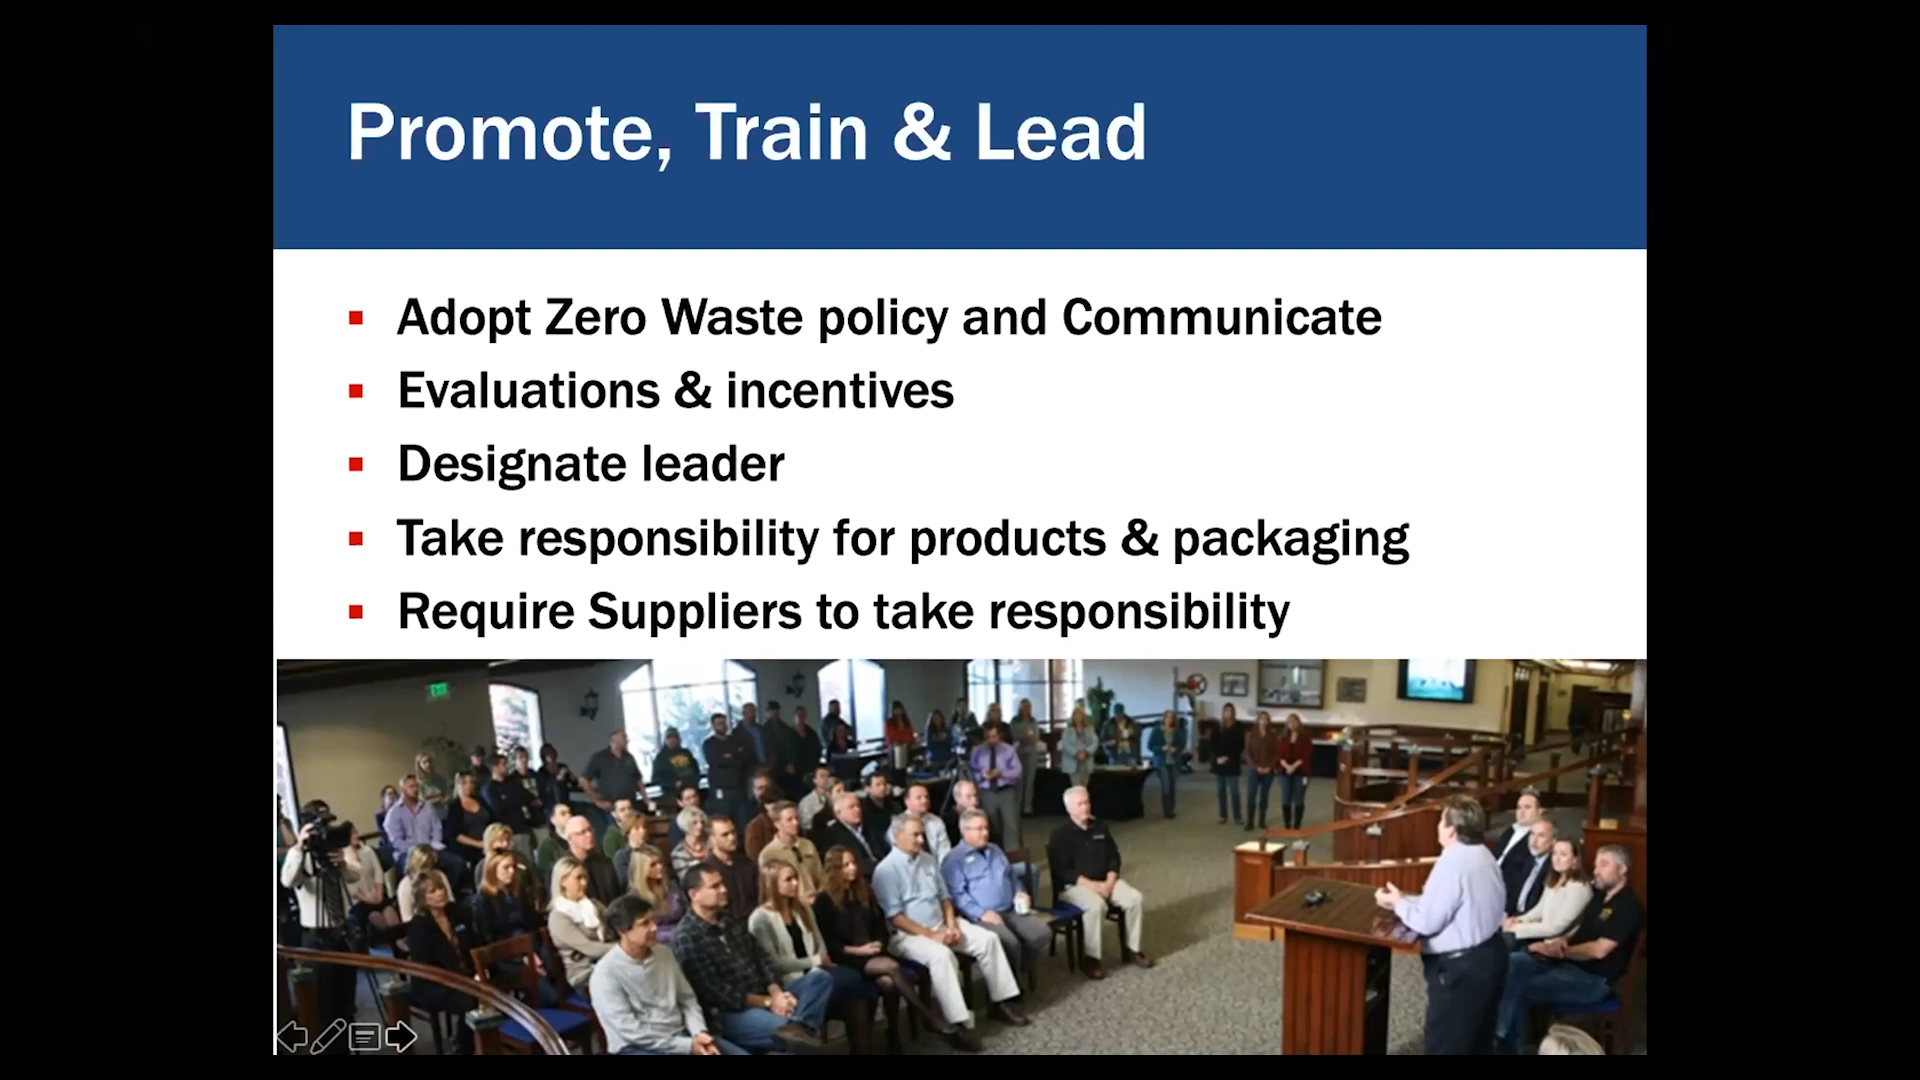 Promote, Train & Lead
Adopt Zero Waste policy and Communicate
Evaluations & incentives
Designate leader
Take responsibility for products & packaging
Require Suppliers to take responsibility
EXIT